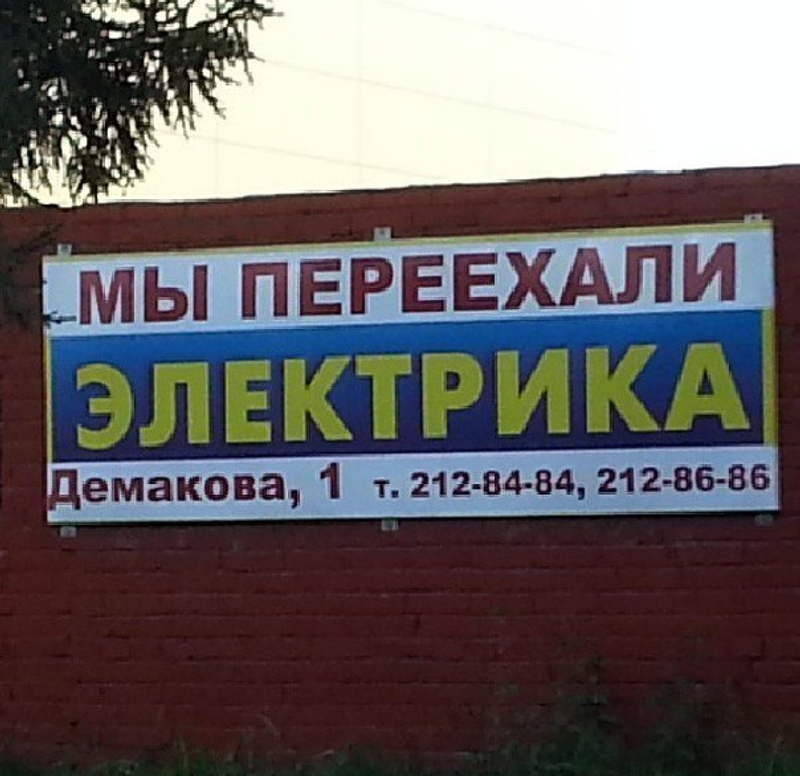 МЫ ПЕРЕЕХАЛИ
ЭЛЕКТРИКА
Демакова, 1 т. 212-84-84, 212-86-86